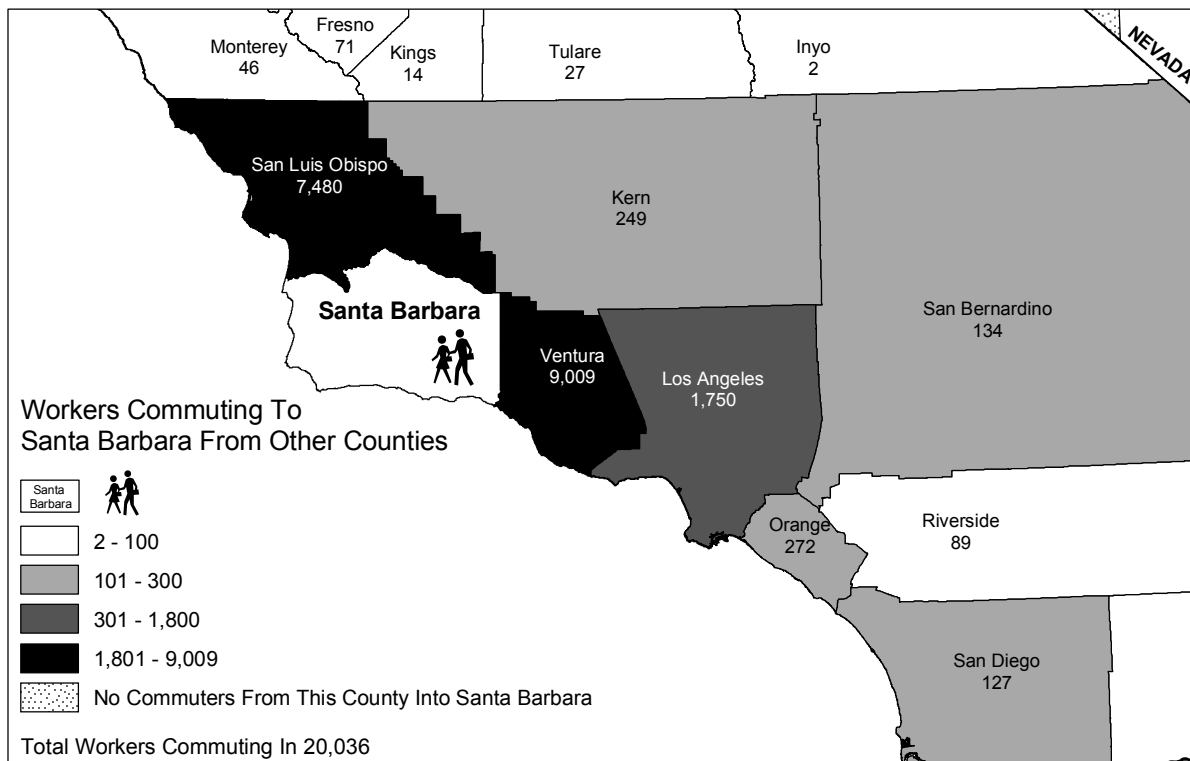 Fresno
71
Monterey
46
Kings
14
Tulare
27
Inyo
2
NEVADA
San Luis Obispo
7,480
Kern
249
San Bernardino
134
Santa Barbara
Ventura
9,009
Los Angeles
1,750
Orange
272
Riverside
89
San Diego
127
Workers Commuting To
Santa Barbara From Other Counties
Santa
Barbara
2 - 100
101 - 300
301 - 1,800
1,801 - 9,009
No Commuters From This County Into Santa Barbara
Total Workers Commuting In 20,036